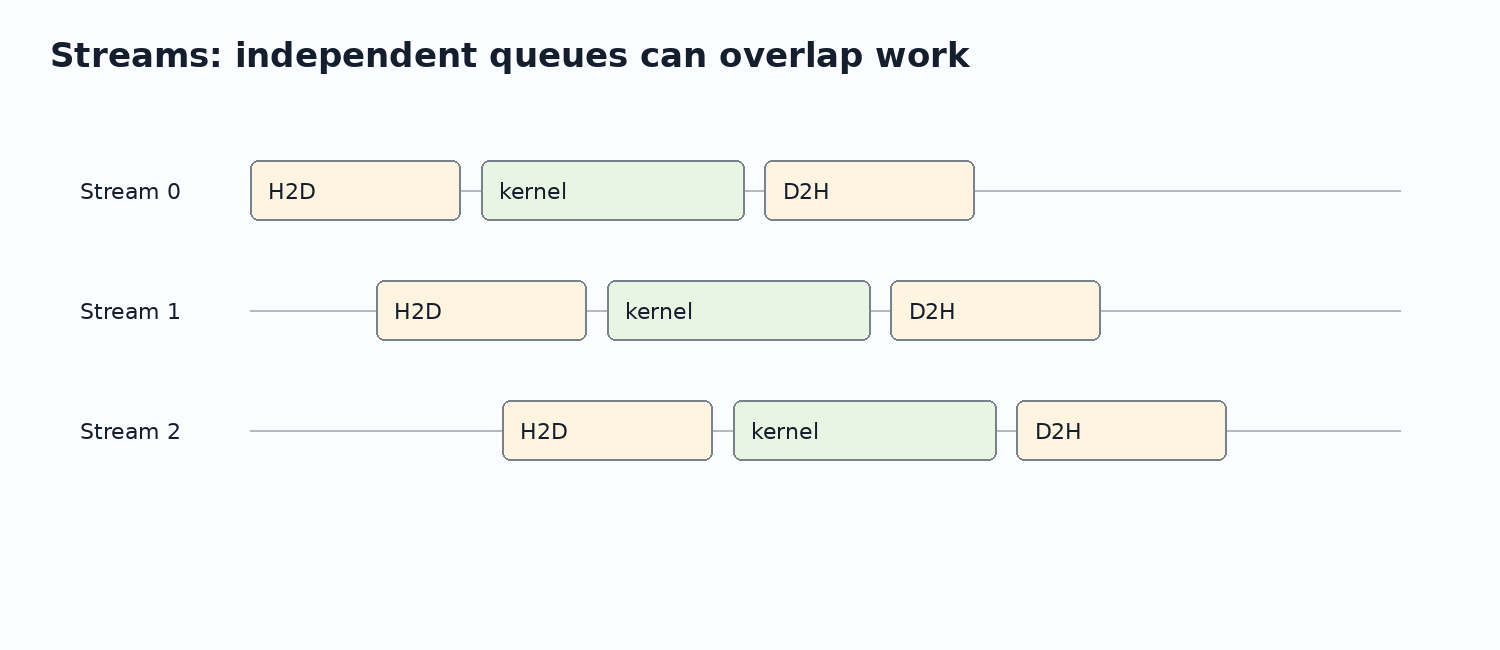 Streams: independent queues can overlap work
Stream 0 H2D kernel D2H
Stream 1 H2D kernel D2H
Stream 2 H2D kernel D2H